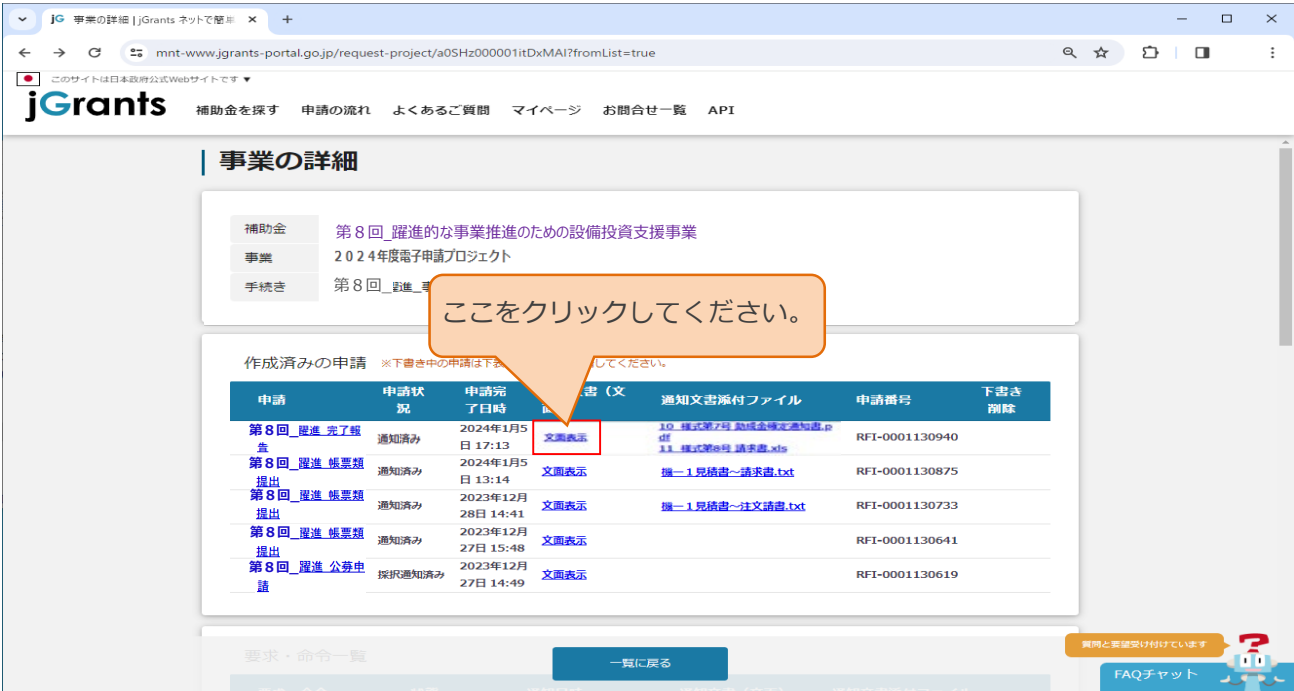 jG 事業の詳細 | jGrants ネットで簡単
mnt-www.jgrants-portal.go.jp/request-project/a0SHz000001itDxMAI?fromList=true
このサイトは日本政府公式Webサイトです ▼
jGrants 補助金を探す 申請の流れ よくあるご質問 マイページ お問合せ一覧 API
事業の詳細
補助金 第８回_躍進的な事業推進のための設備投資支援事業
事業 ２０２４年度電子申請プロジェクト
手続き 第８回_躍進_事
ここをクリックしてください。
作成済みの申請 ※下書き中の申請は下表 してください。
申請 申請状況 申請完了日時 書（文 通知文書添付ファイル 申請番号 下書き削除
第８回_躍進_完了報告 通知済み 2024年1月5日 17:13 文面表示 10_様式第7号 助成金確定通知書.pdf
11_様式第8号 請求書.xls RFI-0001130940
第８回_躍進_帳票類提出 通知済み 2024年1月5日 13:14 文面表示 機ー１見積書～請求書.txt RFI-0001130875
第８回_躍進_帳票類提出 通知済み 2023年12月28日 14:41 文面表示 機ー１見積書～注文請書.txt RFI-0001130733
第８回_躍進_帳票類提出 通知済み 2023年12月27日 15:48 文面表示 RFI-0001130641
第８回_躍進_公募申請 採択通知済み 2023年12月27日 14:49 文面表示 RFI-0001130619
要求・命令一覧
一覧に戻る
質問と要望受け付けています
FAQチャット